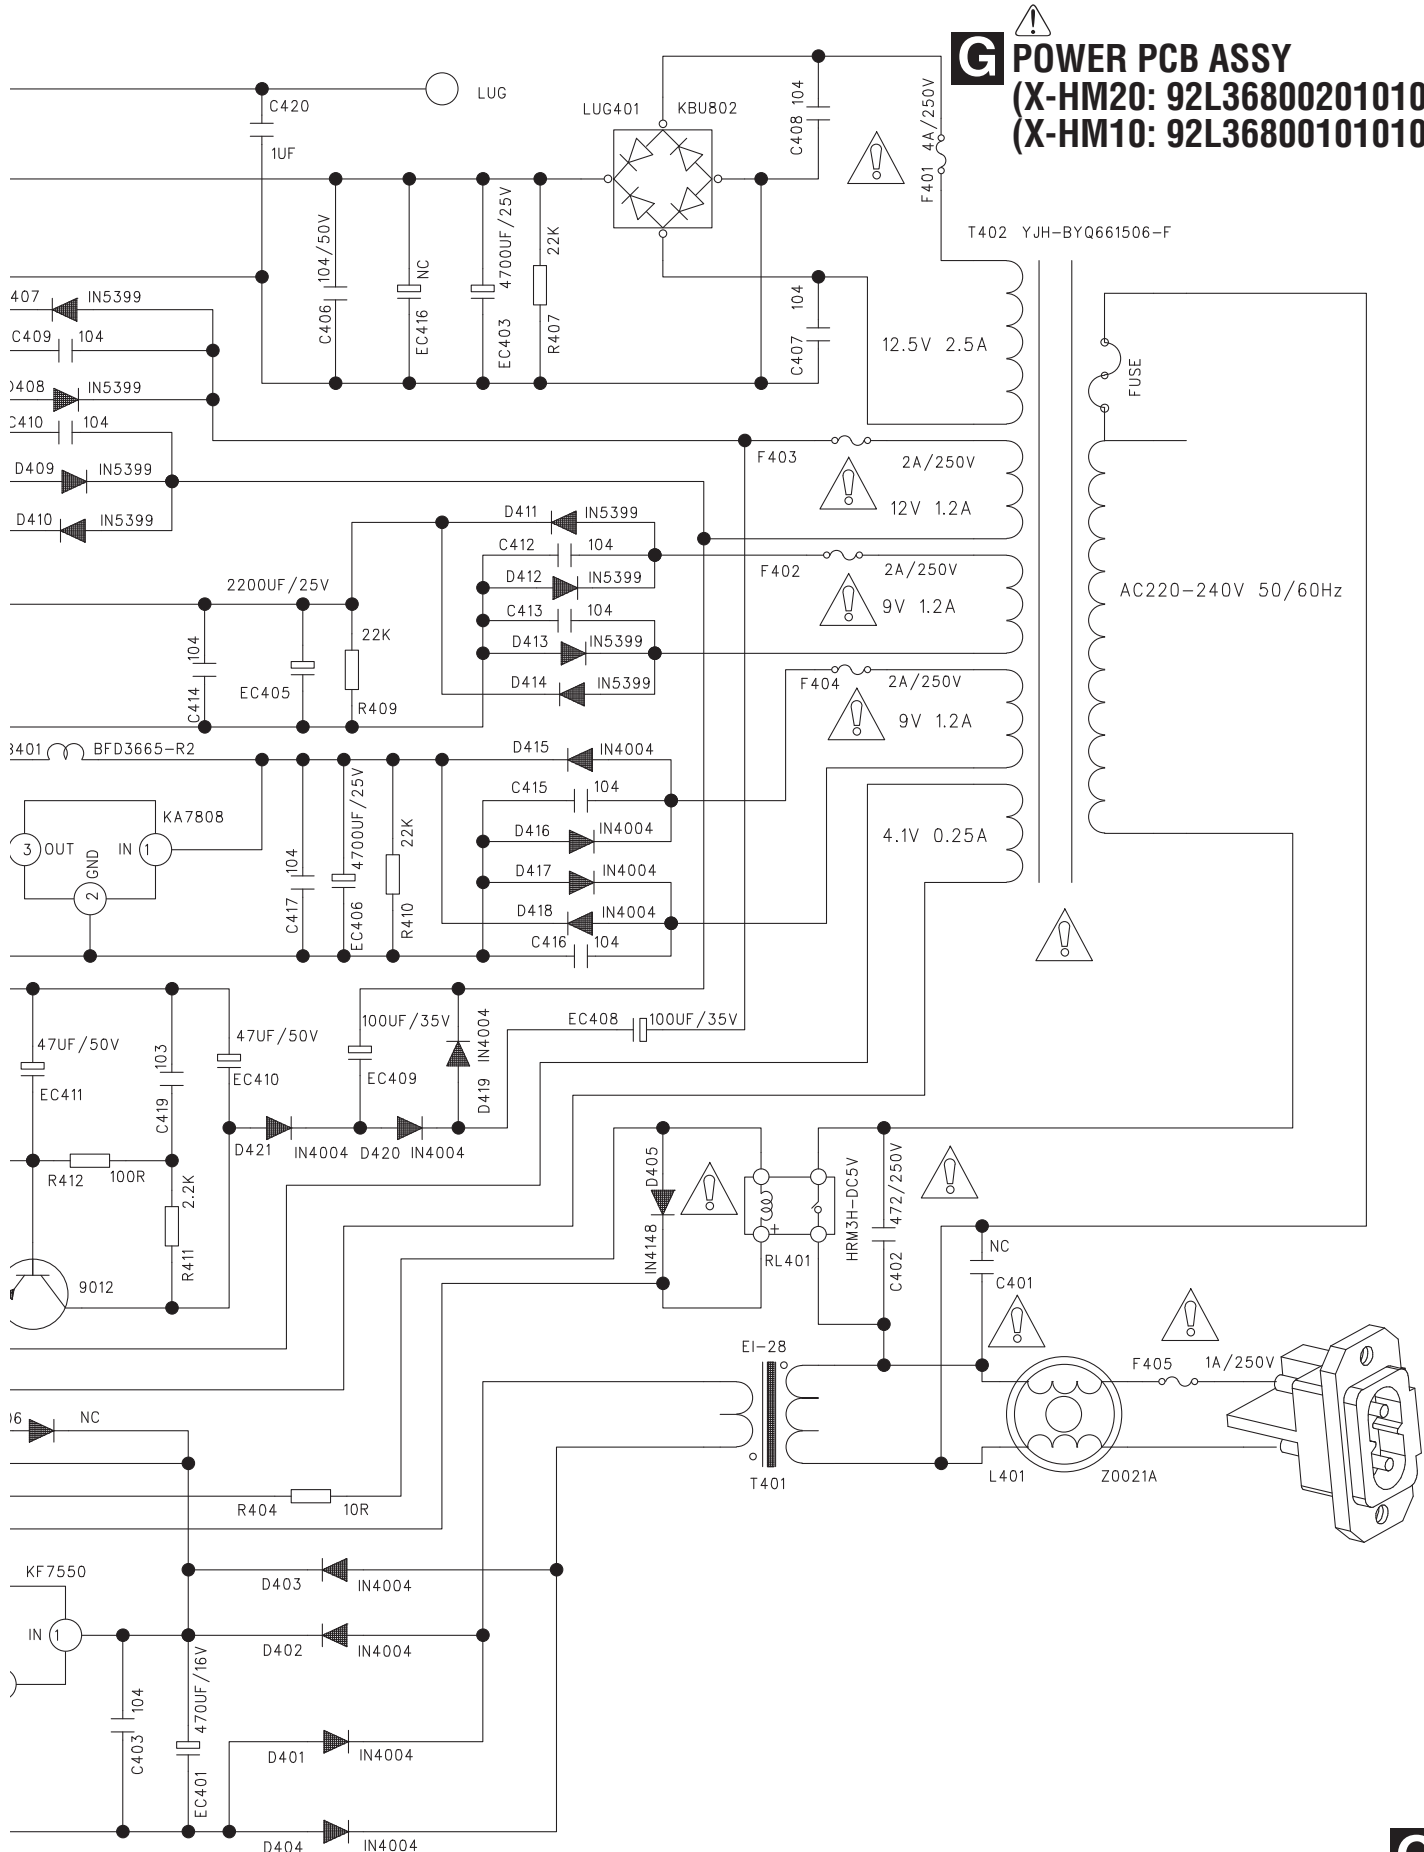 G POWER PCB ASSY
(X-HM20: 92L36800201010
(X-HM10: 92L36800101010
C420
1UF
LUG
LUG401 KBU802
C408 104
F401 4A/250V
T402 YJH-BYQ661506-F
C406 104/50V
EC416 NC
EC403 4700UF/25V
R407 22K
C407 104
12.5V 2.5A
FUSE
407 IN5399
C409 104
D408 IN5399
C410 104
D409 IN5399
D410 IN5399
F403 2A/250V
12V 1.2A
D411 IN5399
C412 104
D412 IN5399
C413 104
D413 IN5399
D414 IN5399
F402 2A/250V
9V 1.2A
AC220-240V 50/60Hz
2200UF/25V
C414 104
EC405
22K
R409
F404 2A/250V
9V 1.2A
401 BFD3665-R2
KA7808
3 OUT
IN 1
GND
2
C417 104
EC406 4700UF/25V
R410 22K
D415 IN4004
C415 104
D416 IN4004
D417 IN4004
D418 IN4004
C416 104
4.1V 0.25A
47UF/50V
EC411
103
C419
47UF/50V
EC410
100UF/35V
EC409
D419 IN4004
EC408 100UF/35V
D421 IN4004 D420 IN4004
R412 100R
2.2K
R411
9012
D405
IN4148
+
RL401
HRM3H-DC5V
C402 472/250V
NC
C401
EI-28
T401
F405 1A/250V
L401 Z0021A
06 NC
R404 10R
KF7550
IN 1
D403 IN4004
D402 IN4004
C403 104
EC401 470UF/16V
D401 IN4004
D404 IN4004